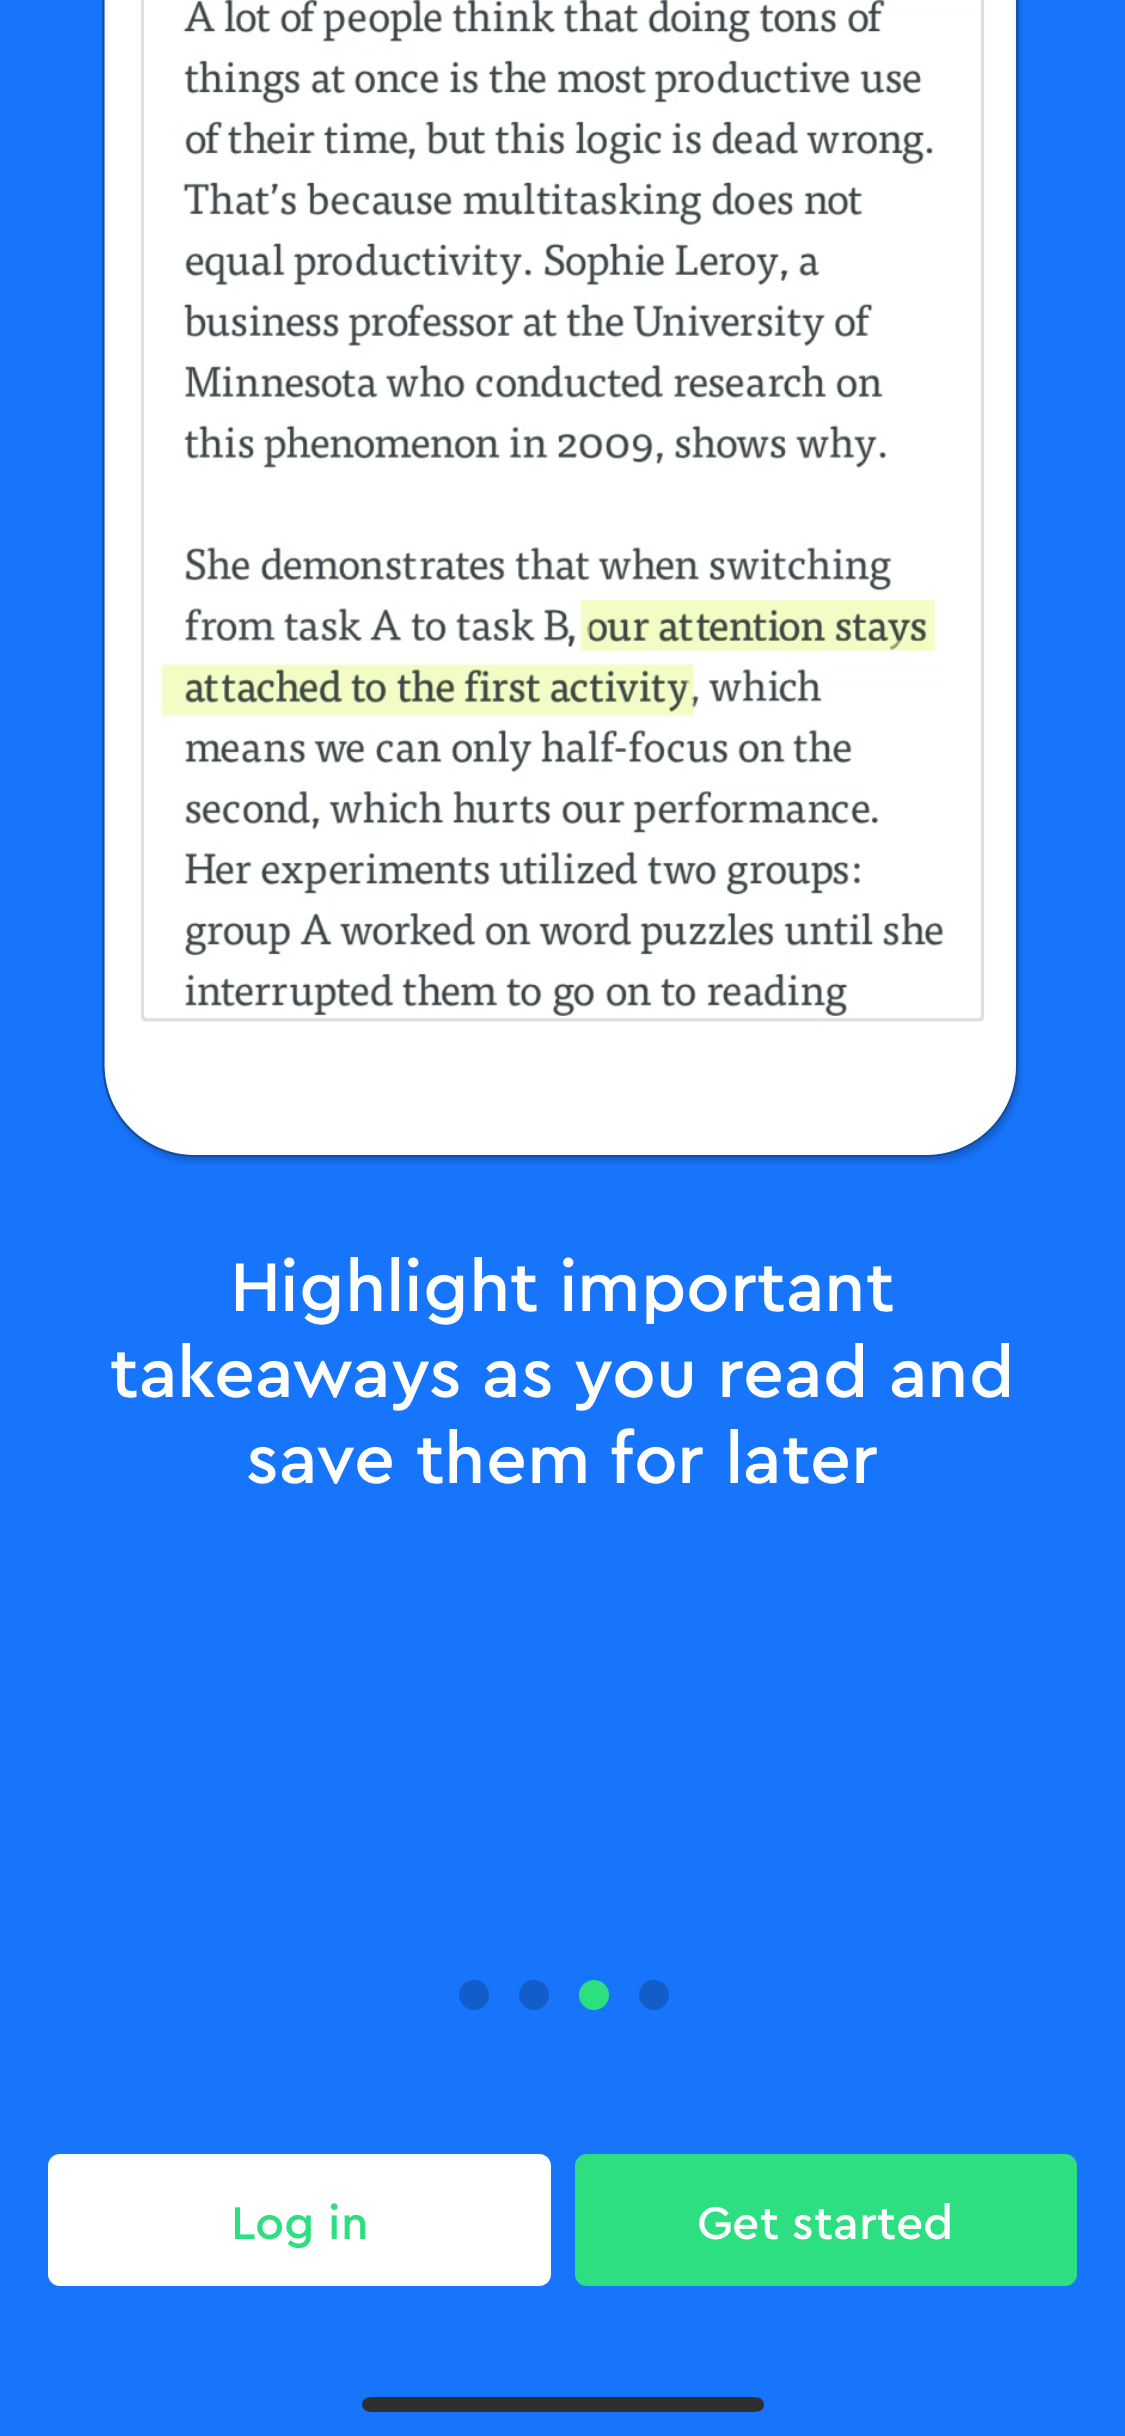 A lot of people think that doing tons of
things at once is the most productive use
of their time, but this logic is dead wrong.
That's because multitasking does not
equal productivity. Sophie Leroy, a
business professor at the University of
Minnesota who conducted research on
this phenomenon in 2009, shows why.
She demonstrates that when switching
from task A to task B, our attention stays
attached to the first activity, which
means we can only half-focus on the
second, which hurts our performance.
Her experiments utilized two groups:
group A worked on word puzzles until she
interrupted them to go on to reading
Highlight important
takeaways as you read and
save them for later
Log in
Get started